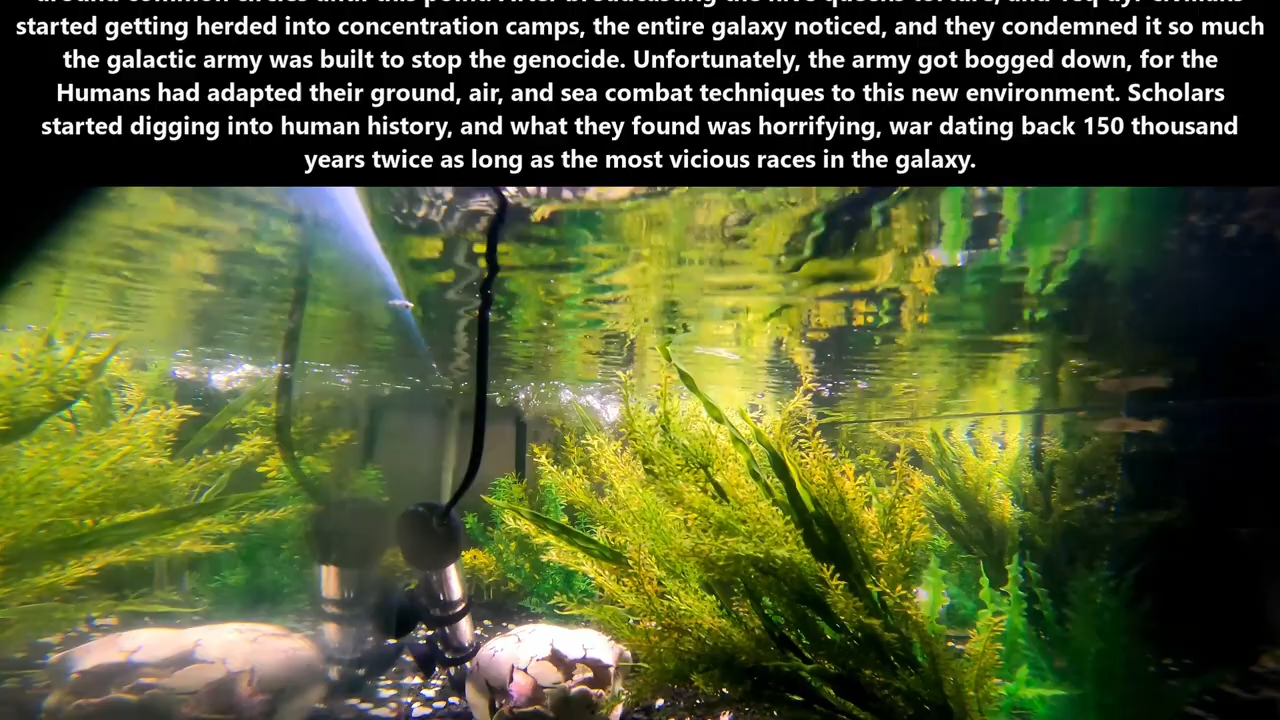 started getting herded into concentration camps, the entire galaxy noticed, and they condemned it so much
the galactic army was built to stop the genocide. Unfortunately, the army got bogged down, for the
Humans had adapted their ground, air, and sea combat techniques to this new environment. Scholars
started digging into human history, and what they found was horrifying, war dating back 150 thousand
years twice as long as the most vicious races in the galaxy.